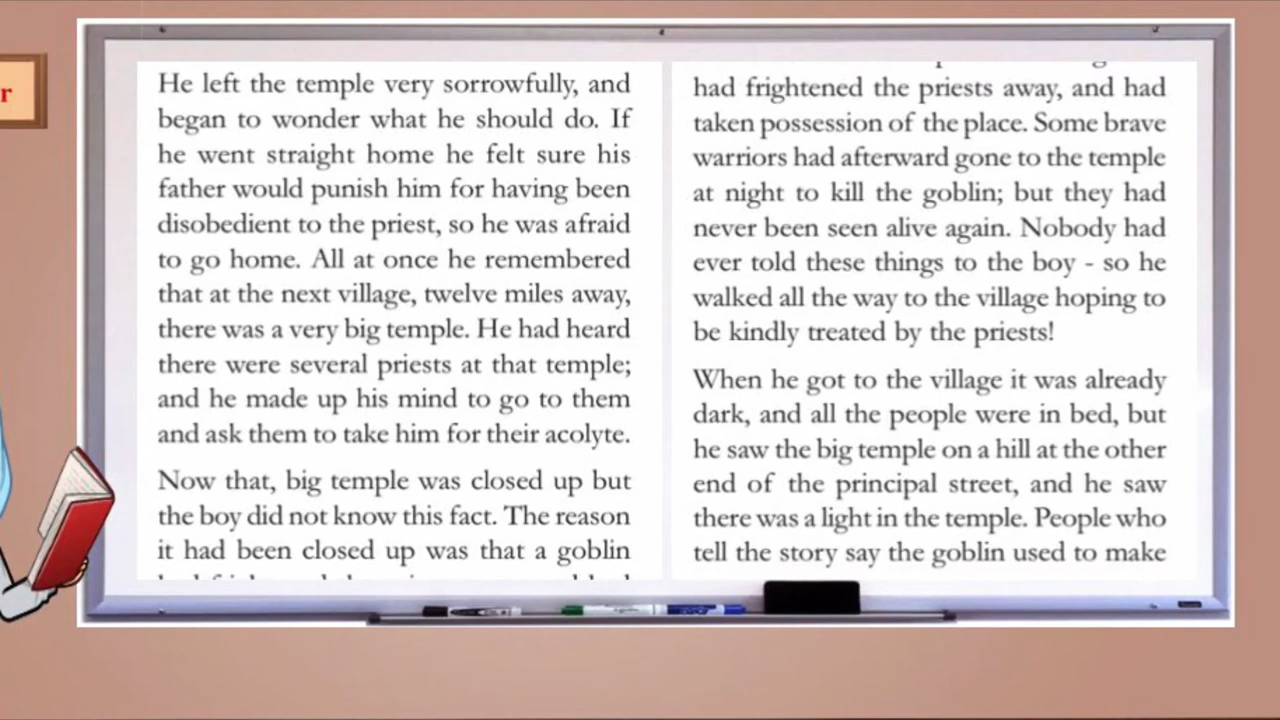 r
He left the temple very sorrowfully, and
began to wonder what he should do. If
he went straight home he felt sure his
father would punish him for having been
disobedient to the priest, so he was afraid
to go home. All at once he remembered
that at the next village, twelve miles away,
there was a very big temple. He had heard
there were several priests at that temple;
and he made up his mind to go to them
and ask them to take him for their acolyte.
Now that, big temple was closed up but
the boy did not know this fact. The reason
it had been closed up was that a goblin
had frightened the priests away, and had
taken possession of the place. Some brave
warriors had afterward gone to the temple
at night to kill the goblin; but they had
never been seen alive again. Nobody had
ever told these things to the boy - so he
walked all the way to the village hoping to
be kindly treated by the priests!
When he got to the village it was already
dark, and all the people were in bed, but
he saw the big temple on a hill at the other
end of the principal street, and he saw
there was a light in the temple. People who
tell the story say the goblin used to make